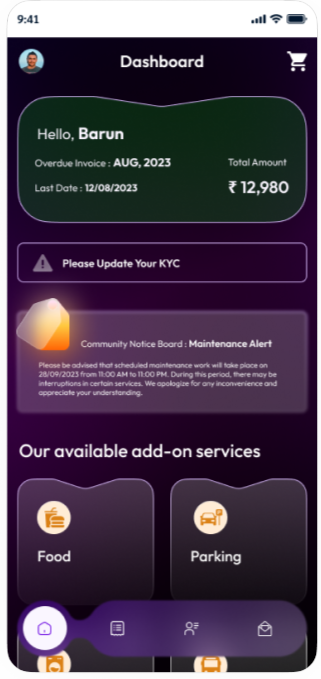 9:41
Dashboard
Hello, Barun
Overdue Invoice : AUG, 2023
Total Amount
Last Date : 12/08/2023
₹ 12,980
Please Update Your KYC
Community Notice Board : Maintenance Alert
Please be advised that scheduled maintenance work will take place on
28/09/2023 from 11:00 AM to 11:00 PM. During this period, there may be
interruptions in certain services. We apologize for any inconvenience and
appreciate your understanding.
Our available add-on services
Food
Parking